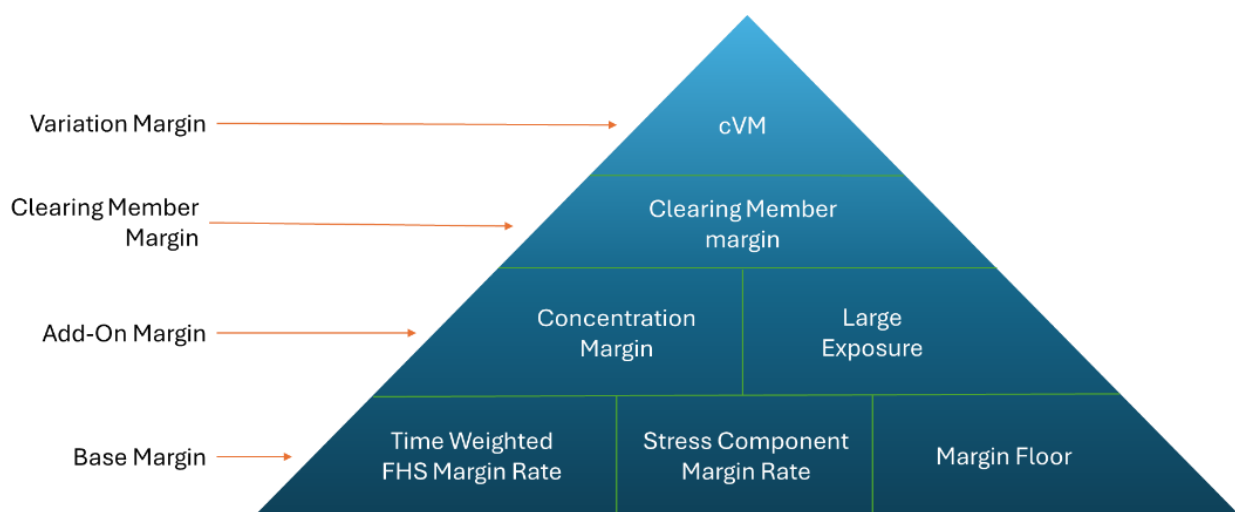 Variation Margin
cVM
Clearing Member
Margin
Clearing Member
margin
Add-On Margin
Concentration
Margin
Large
Exposure
Base Margin
Time Weighted
FHS Margin Rate
Stress Component
Margin Rate
Margin Floor